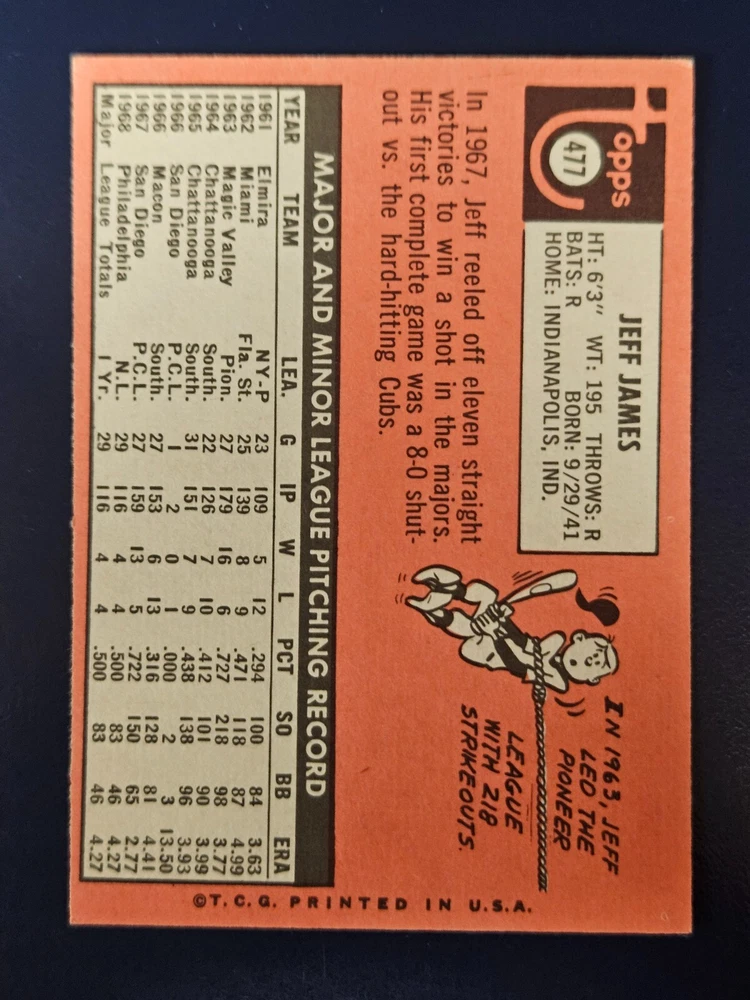 Topps
477
JEFF JAMES
HT: 6'3" WT: 195 THROWS: R
BATS: R BORN: 9/29/41
HOME: INDIANAPOLIS, IND.
In 1967, Jeff reeled off eleven straight
victories to win a shot in the majors.
His first complete game was a 8-0 shut-
out vs. the hard-hitting Cubs.
IN 1963, JEFF
LED THE
PIONEER
LEAGUE
WITH 218
STRIKEOUTS.
MAJOR AND MINOR LEAGUE PITCHING RECORD
YEAR TEAM LEA. G IP W L PCT SO BB ERA
1961 Elmira NY-P 23 109 5 12 .294 100 84 3.63
1962 Miami Fla. St. 25 139 8 9 .471 118 87 4.99
1963 Magic Valley Pion. 27 179 16 6 .727 218 98 3.77
1964 Chattanooga South. 22 126 7 10 .412 101 90 3.99
1965 Chattanooga South. 31 151 7 9 .438 138 96 3.93
1966 San Diego P.C.L. 1 2 0 1 .000 2 3 13.50
1966 Macon South. 27 153 6 13 .316 128 81 4.41
1967 San Diego P.C.L. 27 159 13 5 .722 150 65 2.77
1968 Philadelphia N.L. 29 116 4 4 .500 83 46 4.27
Major League Totals 1 Yr. 29 116 4 4 .500 83 46 4.27
©T.C.G. PRINTED IN U.S.A.